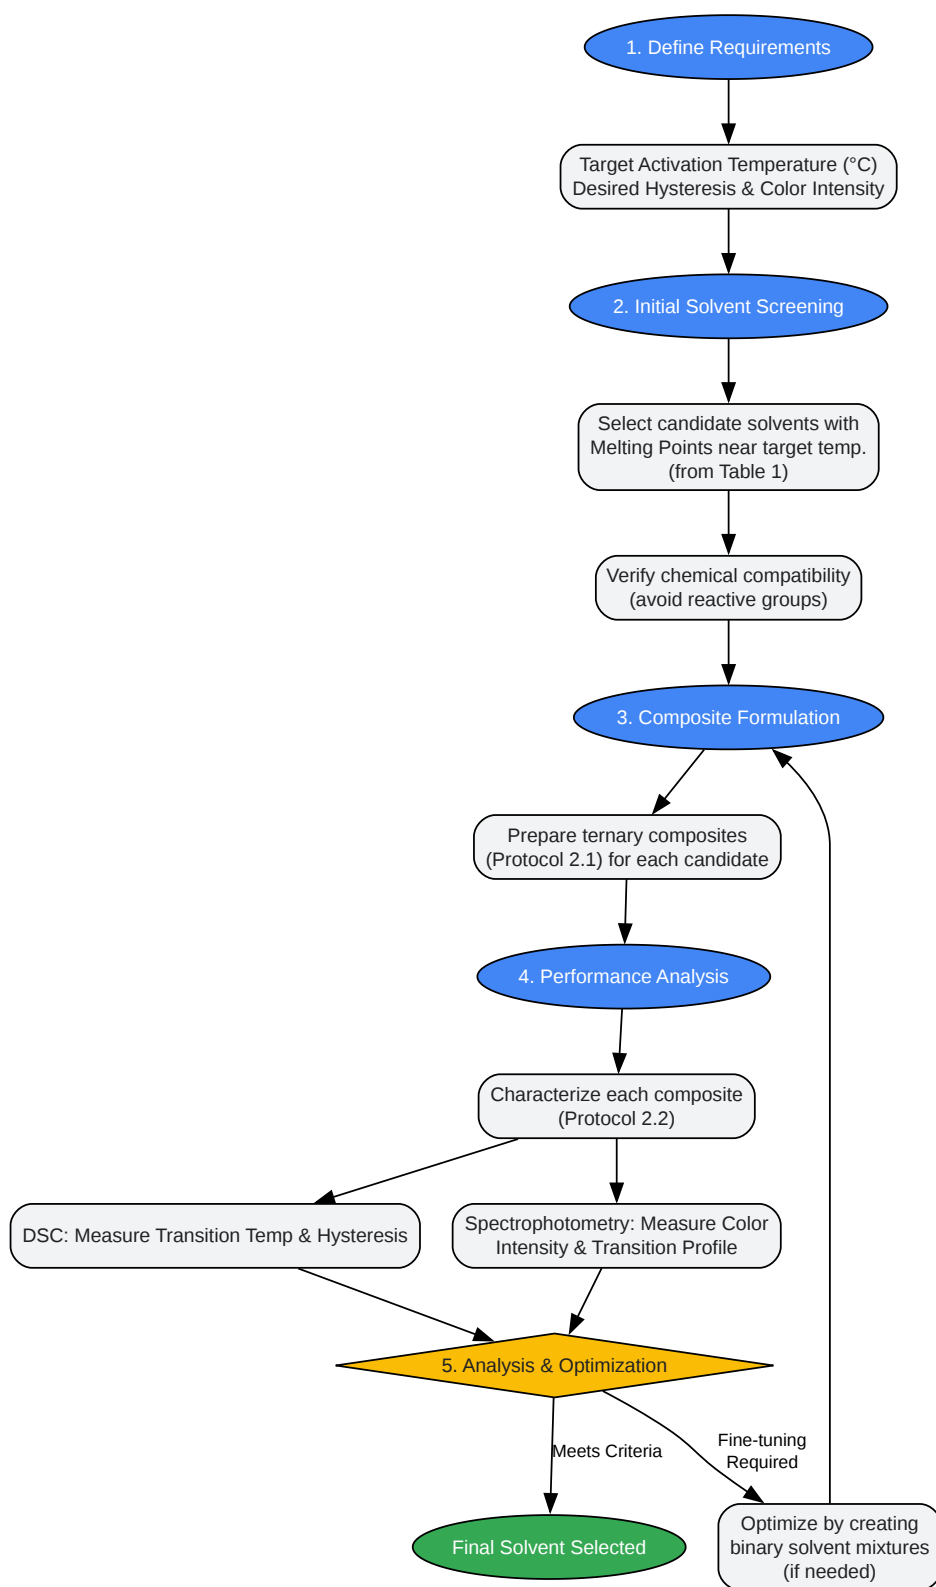 1. Define Requirements
Target Activation Temperature (°C)
Desired Hysteresis & Color Intensity
2. Initial Solvent Screening
Select candidate solvents with
Melting Points near target temp.
(from Table 1)
Verify chemical compatibility
(avoid reactive groups)
3. Composite Formulation
Prepare ternary composites
(Protocol 2.1) for each candidate
4. Performance Analysis
Characterize each composite
(Protocol 2.2)
DSC: Measure Transition Temp & Hysteresis
Spectrophotometry: Measure Color
Intensity & Transition Profile
5. Analysis & Optimization
Meets Criteria
Fine-tuning
Required
Final Solvent Selected
Optimize by creating
binary solvent mixtures
(if needed)